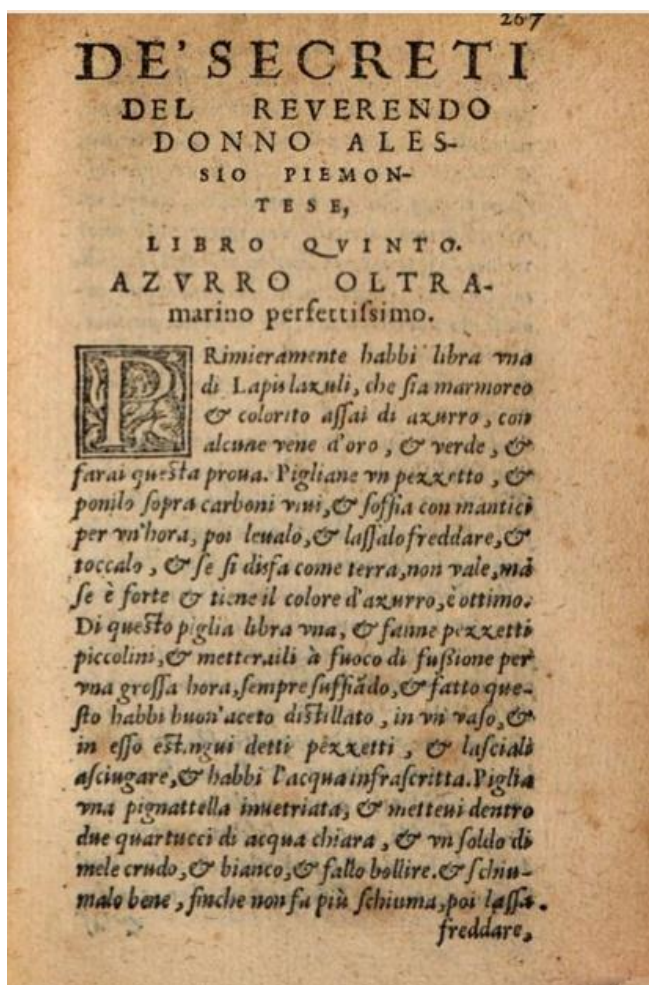 267
DE' SECRETI
DEL REVERENDO
DONNO ALES-
SIO PIEMON-
TESE,
LIBRO QVINTO.
AZVRRO OLTRA-
marino perfettiſsimo.
PRimieramente habbi libra vna
di Lapis lazuli, che ſia marmoreo
& colorito aſſai di azurro, con
alcune vene d'oro, & verde, &
farai queſta proua. Pigliane vn pezzetto, &
ponilo ſopra carboni viui, & ſoffia con mantici
per vn'hora, poi leualo, & laſſalo freddare, &
toccalo, & ſe ſi disfa come terra, non vale, ma
ſe è forte & tiene il colore d'azurro, è ottimo.
Di queſto piglia libra vna, & fanne pezzetti
piccolini, & metteraili à fuoco di fuſſione per
vna groſſa hora, ſempre ſuffiãdo, & fatto que-
ſto habbi buon'aceto diſtillato, in vn vaſo, &
in eſſo eſtingui detti pezzetti, & laſciali
aſciugare, & habbi l'acqua infraſcritta. Piglia
vna pignattella inuetriata, & metteui dentro
due quartucci di acqua chiara, & vn ſoldo di
mele crudo, & bianco, & fallo bollire. & ſchiu-
malo bene, finche non fa più ſchiuma, poi laſſa.
freddare,